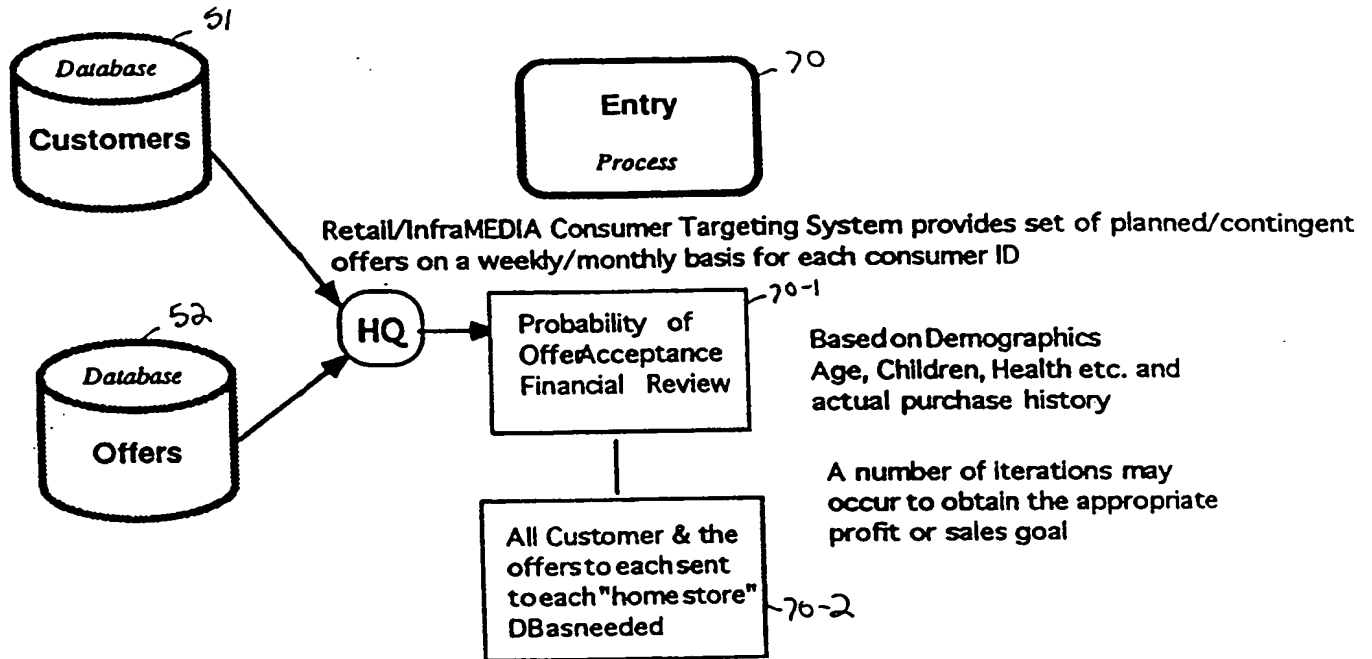 51
Database
Customers
70
Entry
Process
Retail/InfraMEDIA Consumer Targeting System provides set of planned/contingent
offers on a weekly/monthly basis for each consumer ID
52
Database
Offers
HQ
70-1
Probability of
OfferAcceptance
Financial Review
Based on Demographics
Age, Children, Health etc. and
actual purchase history
A number of iterations may
occur to obtain the appropriate
profit or sales goal
All Customer & the
offers to each sent
to each "home store"
DB as needed
70-2